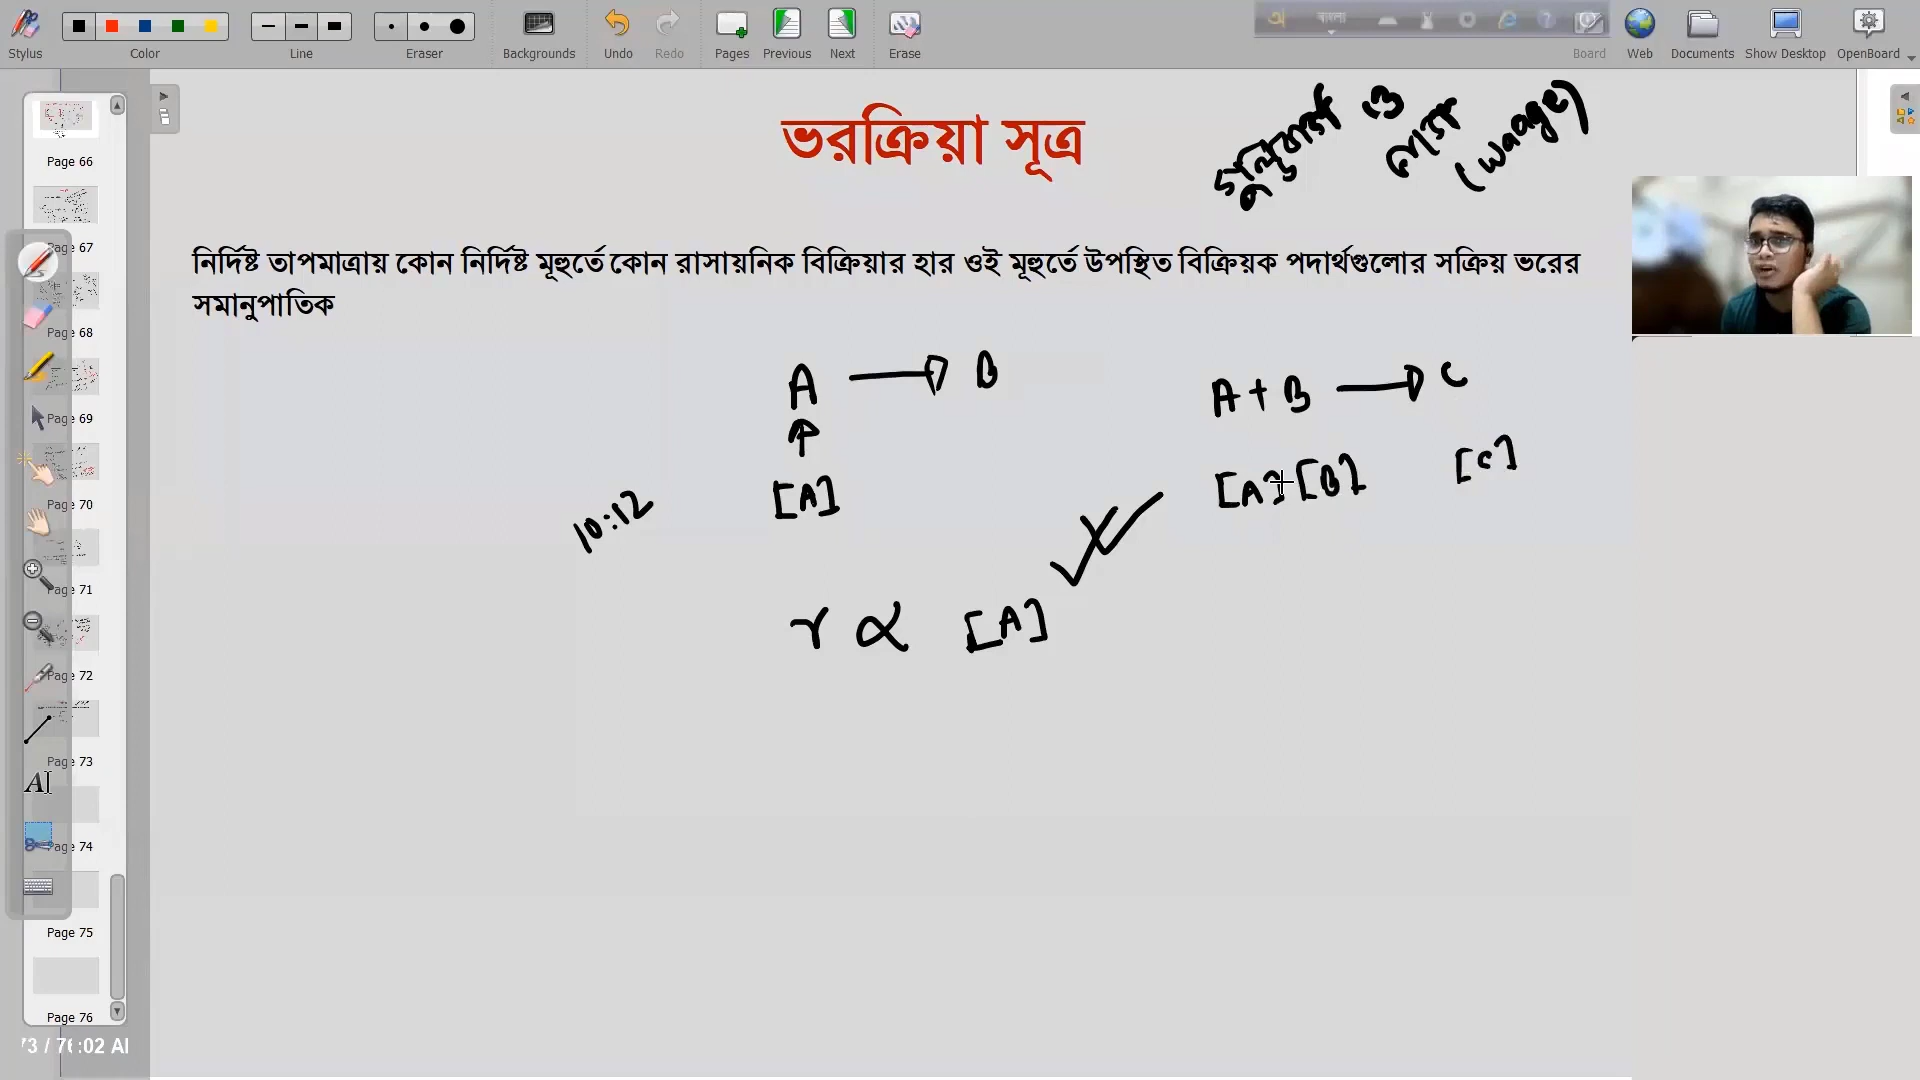 Stylus Color Line Eraser Backgrounds Undo Redo Pages Previous Next Erase Board Web Documents Show Desktop OpenBoard
বাংলা
ভরক্রিয়া সূত্র
গুলবার্গ ও
ওয়াগে
(Waage)
নির্দিষ্ট তাপমাত্রায় কোন নির্দিষ্ট মূহুর্তে কোন রাসায়নিক বিক্রিয়ার হার ওই মূহুর্তে উপস্থিত বিক্রিয়ক পদার্থগুলোর সক্রিয় ভরের
সমানুপাতিক
A → B
A + B → C
[A]
[A] [B] [C]
10:12
r ∝ [A]
Page 66
Page 67
Page 68
Page 69
Page 70
Page 71
Page 72
Page 73
Page 74
Page 75
Page 76